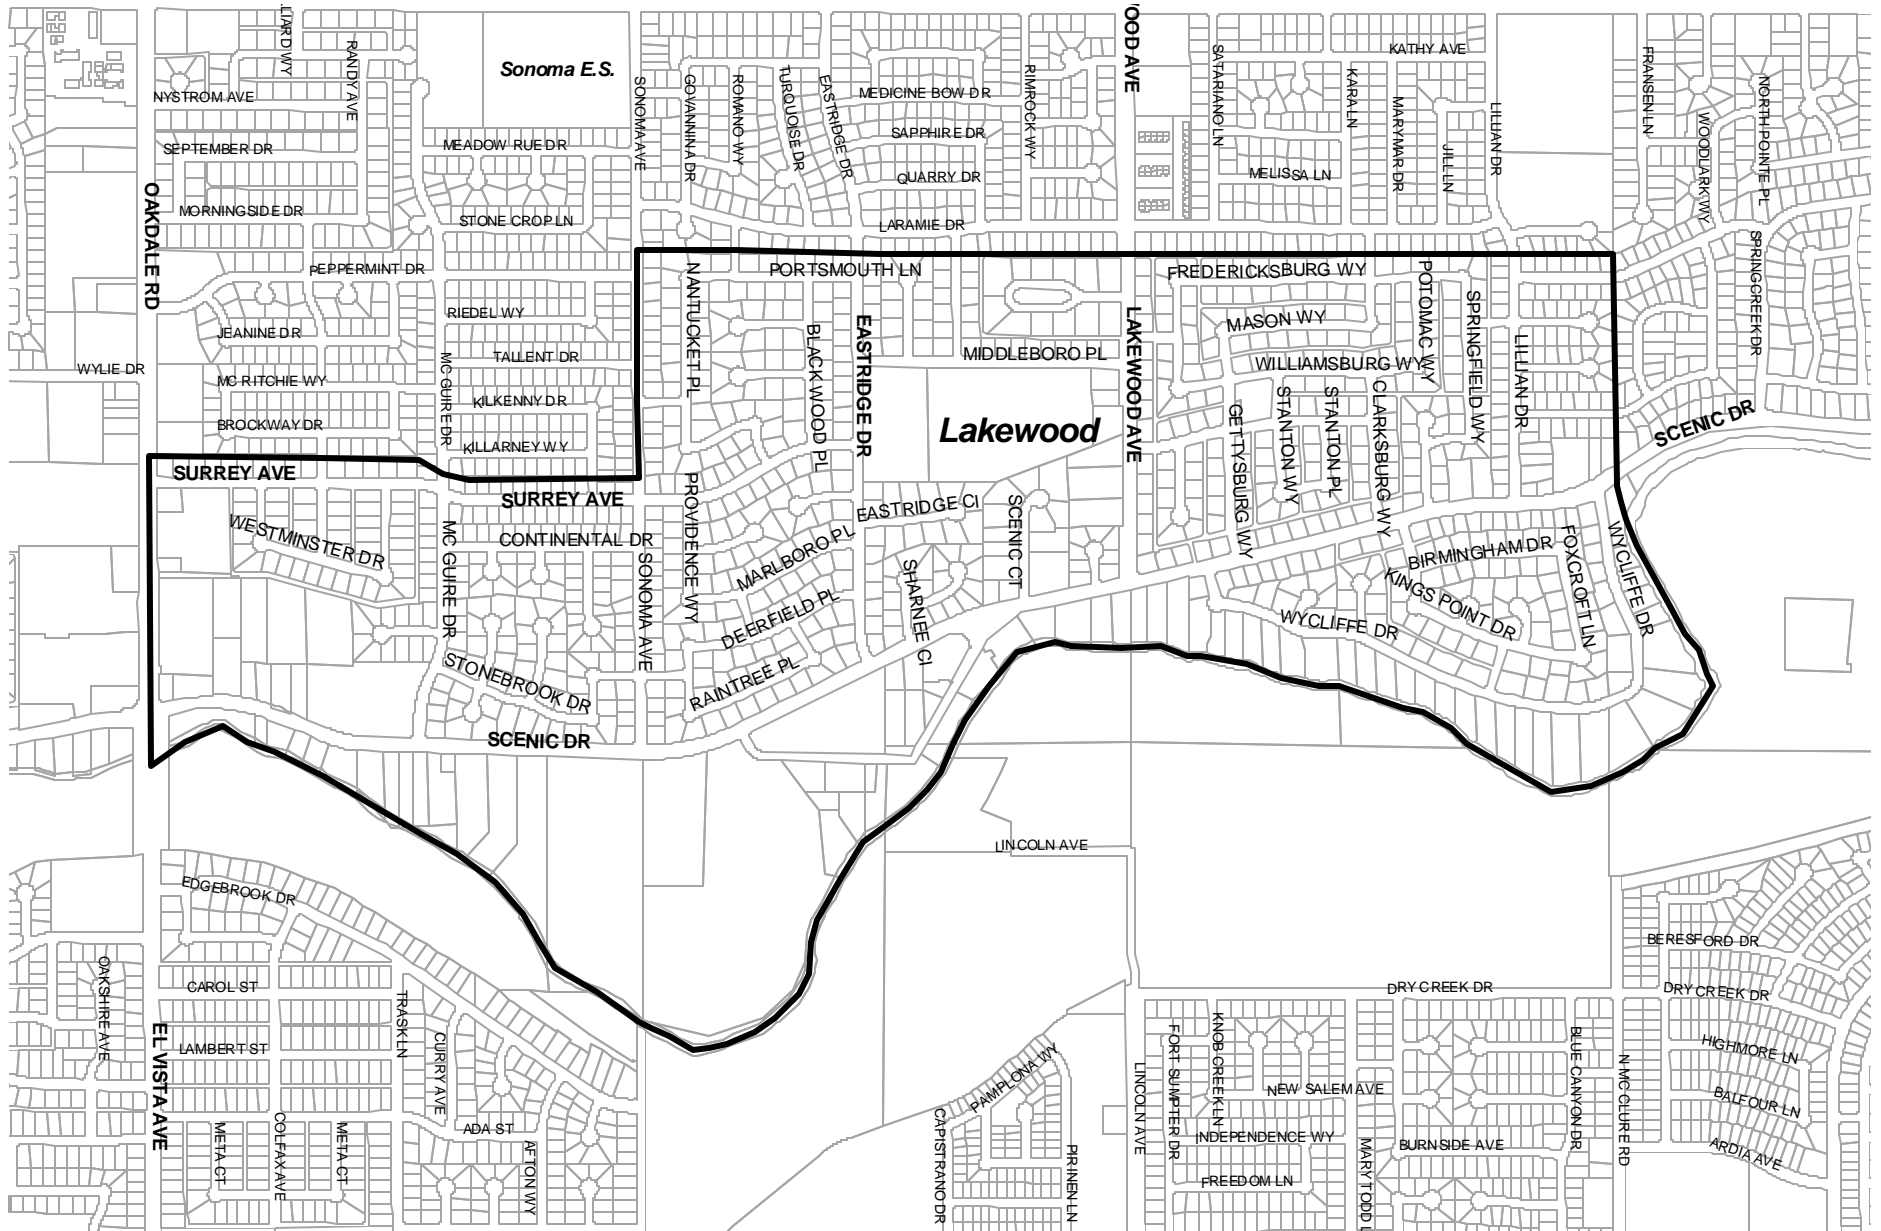 LIARD WY
RANDY AVE
Sonoma E.S.
OOD AVE
KATHY AVE
NYSTROM AVE
SONOMA AVE
GOVANNINA DR
ROMANO WY
TURQUOISE DR
EASTRIDGE DR
MEDICINE BOW DR
RIMROCK WY
SATARIANO LN
KARA LN
MARYMAR DR
JILL LN
LILLIAN DR
FRANSEN LN
WOODLARK WY
NORTH POINTE PL
SEPTEMBER DR
MEADOW RUE DR
SAPPHIRE DR
QUARRY DR
MELISSA LN
OAKDALE RD
MORNINGSIDE DR
STONE CROP LN
LARAMIE DR
SPRINGCREEK DR
PEPPERMINT DR
NANTUCKET PL
PORTSMOUTH LN
FREDERICKSBURG WY
POTOMAC WY
RIEDEL WY
JEANINE DR
BLACKWOOD PL
EASTRIDGE DR
LAKEWOOD AVE
MASON WY
SPRINGFIELD WY
LILLIAN DR
WYLIE DR
MC GUIRE DR
TALLENT DR
MIDDLEBORO PL
WILLIAMSBURG WY
MC RITCHIE WY
KILKENNY DR
GETTYSBURG WY
STANTON WY
STANTON PL
CLARKSBURG WY
BROCKWAY DR
KILLARNEY WY
Lakewood
SCENIC DR
SURREY AVE
SURREY AVE
PROVIDENCE WY
EASTRIDGE CI
SCENIC CT
WESTMINSTER DR
MC GUIRE DR
CONTINENTAL DR
SONOMA AVE
MARLBORO PL
SHARNEE CI
BIRMINGHAM DR
FOXCROFT LN
WYCLIFFE DR
DEERFIELD PL
KINGS POINT DR
WYCLIFFE DR
STONEBROOK DR
RAINTREE PL
SCENIC DR
LINCOLN AVE
EDGEBROOK DR
BERESFORD DR
OAKSHIRE AVE
CAROL ST
TRASK LN
DRY CREEK DR
DRY CREEK DR
EL VISTA AVE
LAMBERT ST
CURRY AVE
PAMPLONA WY
LINCOLN AVE
FORT SUMPTER DR
KNOB CREEK LN
NEW SALEM AVE
BLUE CANYON DR
N MC CLURE RD
HIGHMORE LN
BALFOUR LN
META CT
COLFAX AVE
META CT
ADA ST
AFTON WY
CAPISTRANO DR
PIRINEN LN
INDEPENDENCE WY
MARY TODD L
BURNSIDE AVE
ARDIA AVE
FREEDOM LN